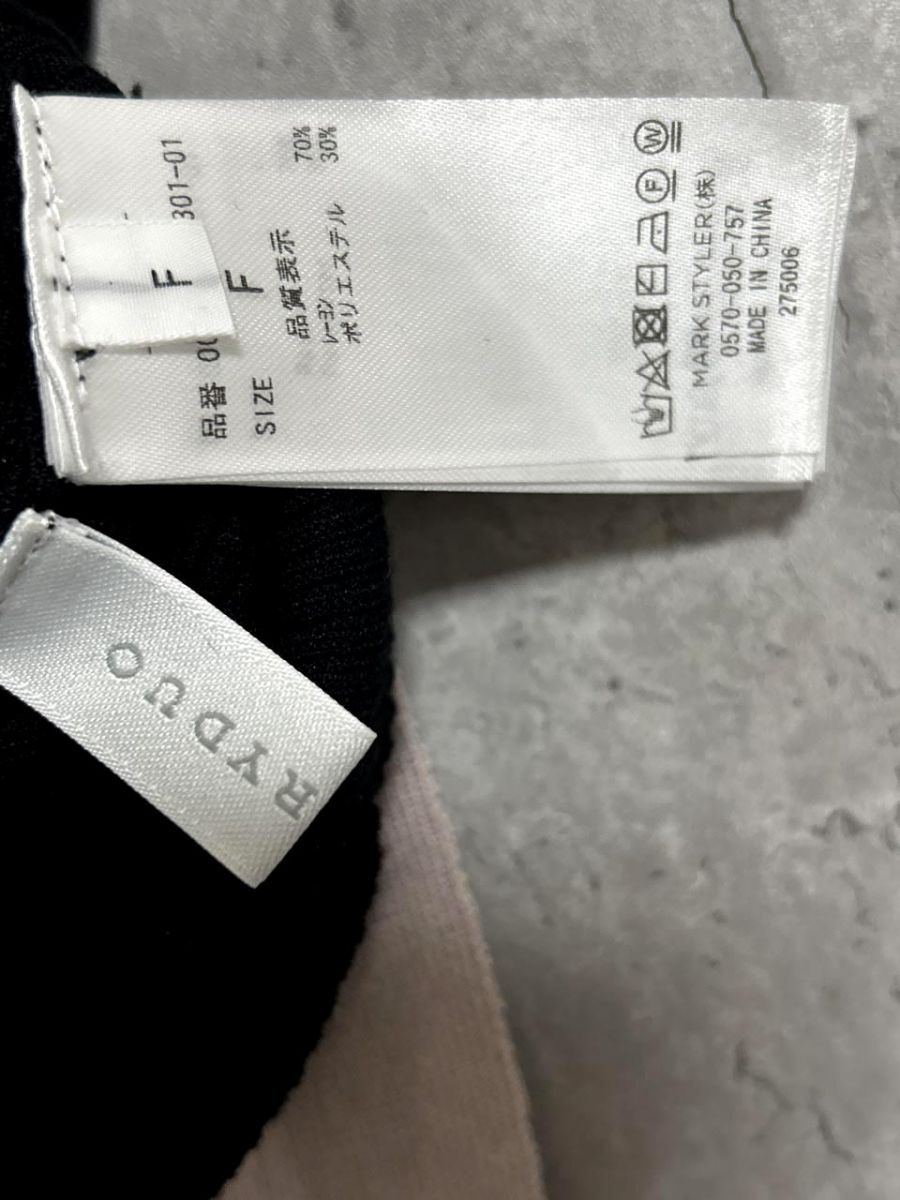 品番 00 301-01
F
SIZE F
品質表示
レーヨン 70%
ポリエステル 30%
W
F
MARK STYLER(株)
0570-050-757
MADE IN CHINA
275006
RYDUO